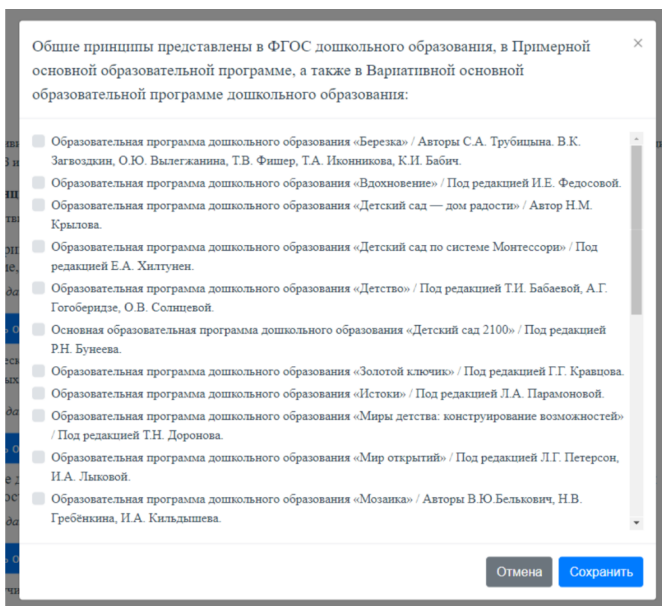 Общие принципы представлены в ФГОС дошкольного образования, в Примерной
×
основной образовательной программе, а также в Вариативной основной
образовательной программе дошкольного образования:
Образовательная программа дошкольного образования «Березка» / Авторы С.А. Трубицына. В.К.
Загвоздкин, О.Ю. Вылегжанина, Т.В. Фишер, Т.А. Иконникова, К.И. Бабич.
Образовательная программа дошкольного образования «Вдохновение» / Под редакцией И.Е. Федосовой.
Образовательная программа дошкольного образования «Детский сад — дом радости» / Автор Н.М.
Крылова.
Образовательная программа дошкольного образования «Детский сад по системе Монтессори» / Под
редакцией Е.А. Хилтунен.
Образовательная программа дошкольного образования «Детство» / Под редакцией Т.И. Бабаевой, А.Г.
Гогоберидзе, О.В. Солнцевой.
Основная образовательная программа дошкольного образования «Детский сад 2100» / Под редакцией
Р.Н. Бунеева.
Образовательная программа дошкольного образования «Золотой ключик» / Под редакцией Г.Г. Кравцова.
Образовательная программа дошкольного образования «Истоки» / Под редакцией Л.А. Парамоновой.
Образовательная программа дошкольного образования «Миры детства: конструирование возможностей»
/ Под редакцией Т.Н. Доронова.
Образовательная программа дошкольного образования «Мир открытий» / Под редакцией Л.Г. Петерсон,
И.А. Лыковой.
Образовательная программа дошкольного образования «Мозаика» / Авторы В.Ю.Белькович, Н.В.
Гребёнкина, И.А. Кильдышева.
Отмена
Сохранить